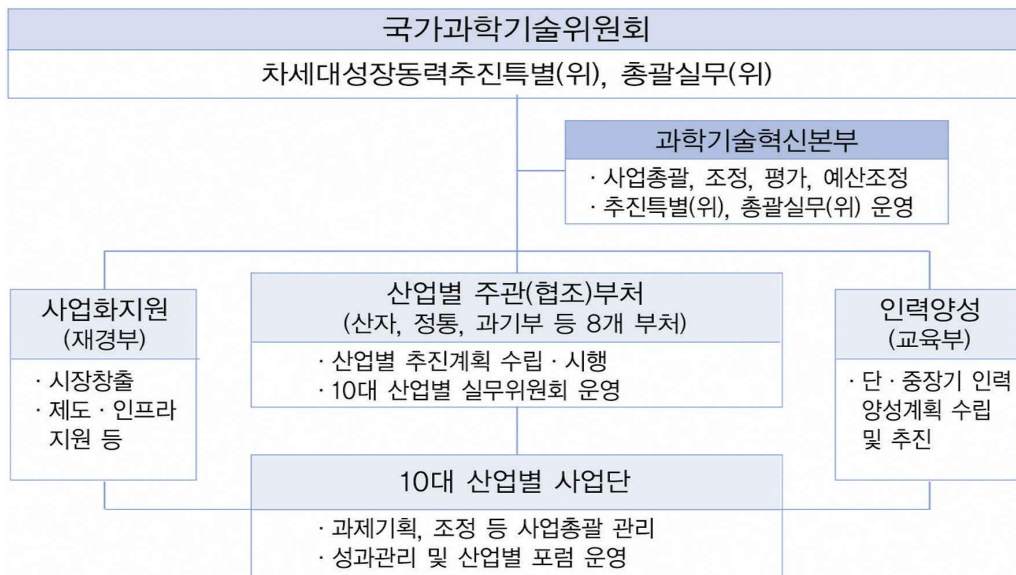 국가과학기술위원회
차세대성장동력추진특별(위), 총괄실무(위)
과학기술혁신본부
· 사업총괄, 조정, 평가, 예산조정
· 추진특별(위), 총괄실무(위) 운영
사업화지원
(재경부)
· 시장창출
· 제도 · 인프라
지원 등
산업별 주관(협조)부처
(산자, 정통, 과기부 등 8개 부처)
· 산업별 추진계획 수립 · 시행
· 10대 산업별 실무위원회 운영
인력양성
(교육부)
· 단 · 중장기 인력
양성계획 수립
및 추진
10대 산업별 사업단
· 과제기획, 조정 등 사업총괄 관리
· 성과관리 및 산업별 포럼 운영